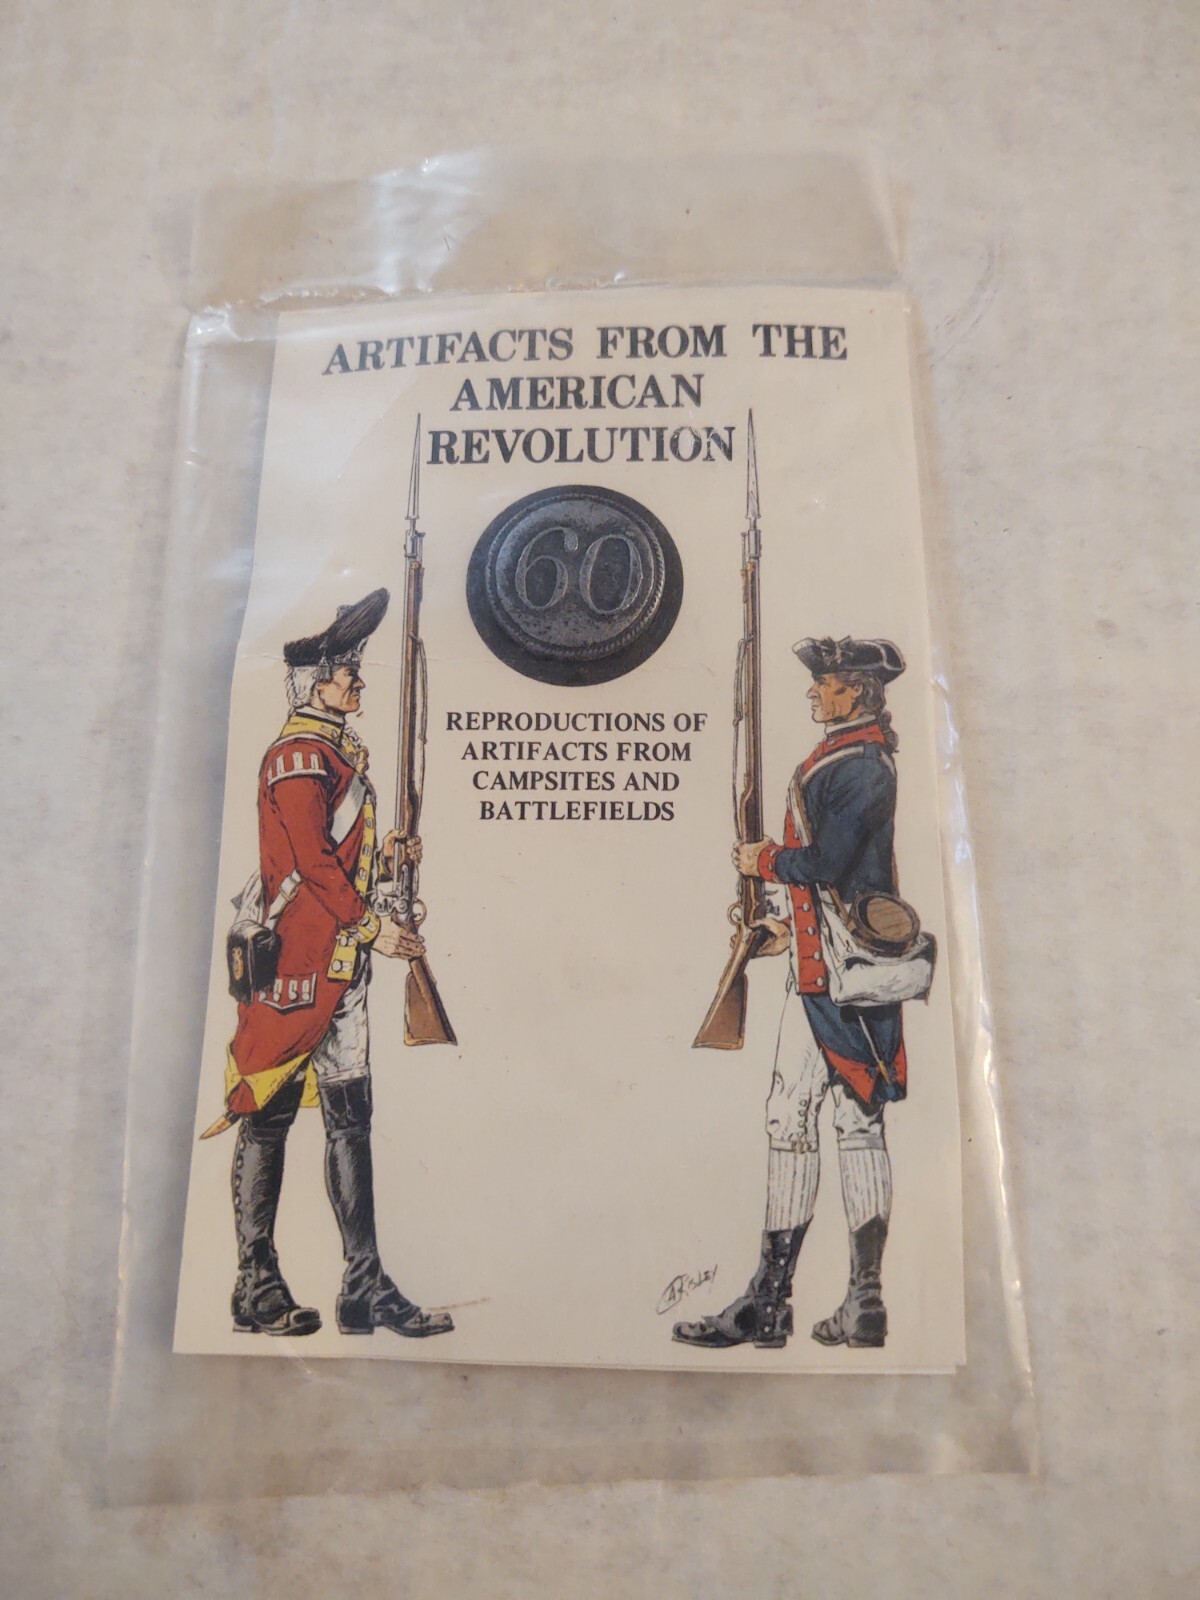 ARTIFACTS FROM THE
AMERICAN
REVOLUTION
60
REPRODUCTIONS OF
ARTIFACTS FROM
CAMPSITES AND
BATTLEFIELDS